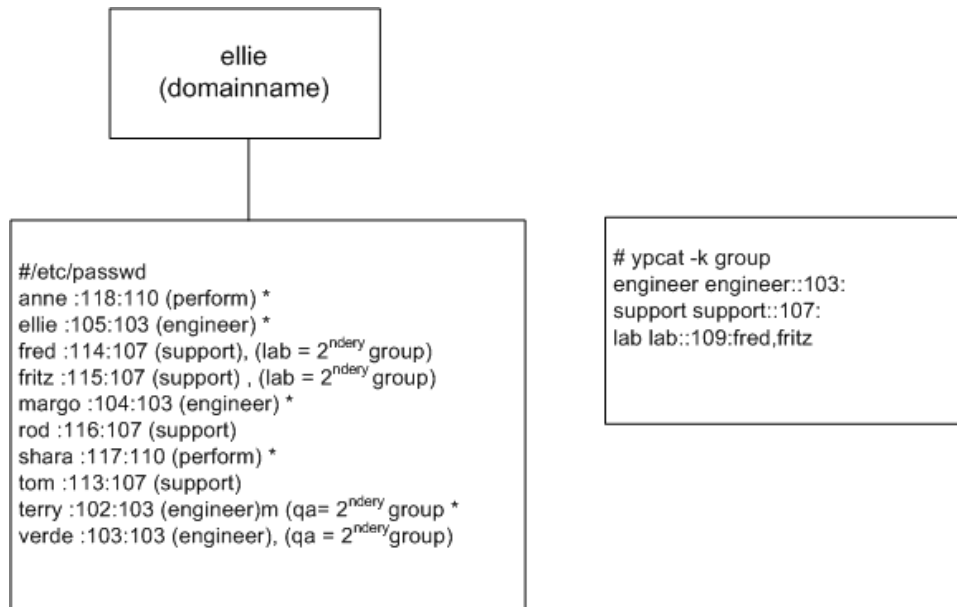 ellie
(domainname)
#/etc/passwd
anne :118:110 (perform) *
ellie :105:103 (engineer) *
fred :114:107 (support), (lab = 2ndery group)
fritz :115:107 (support) , (lab = 2ndery group)
margo :104:103 (engineer) *
rod :116:107 (support)
shara :117:110 (perform) *
tom :113:107 (support)
terry :102:103 (engineer)m (qa= 2ndery group *
verde :103:103 (engineer), (qa = 2ndery group)
# ypcat -k group
engineer engineer::103:
support support::107:
lab lab::109:fred,fritz